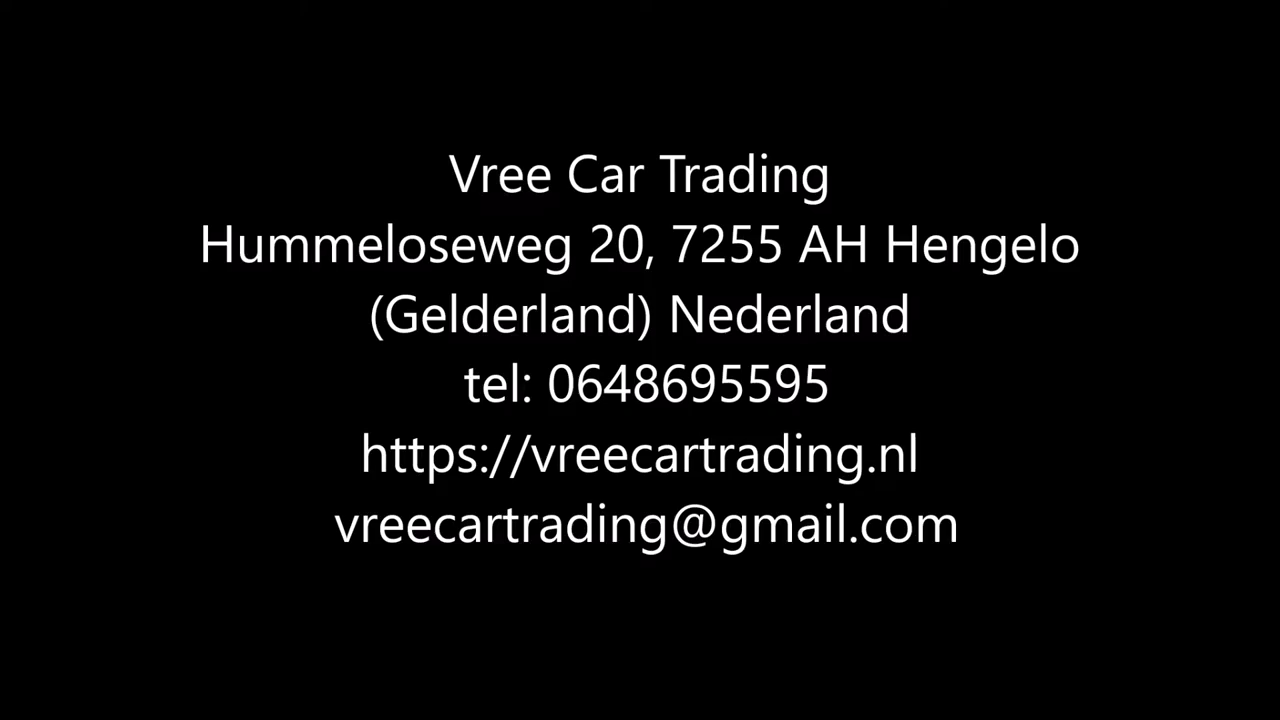 Vree Car Trading
Hummeloseweg 20, 7255 AH Hengelo
(Gelderland) Nederland
tel: 0648695595
https://vreecartrading.nl
vreecartrading@gmail.com